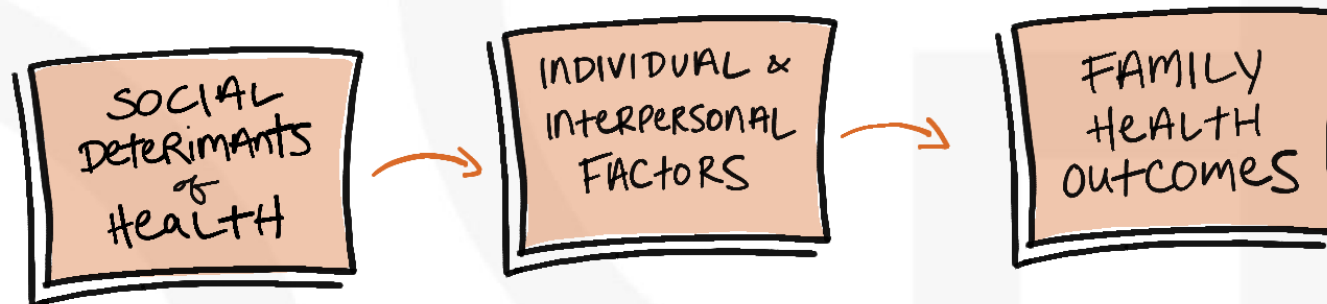 SOCIAL
DeteRimAnts
of
HeaLtH
INDIVIDUAL &
InteRPeRSONAL
FACtoRS
FAMILY
HeALtH
OutcomeS